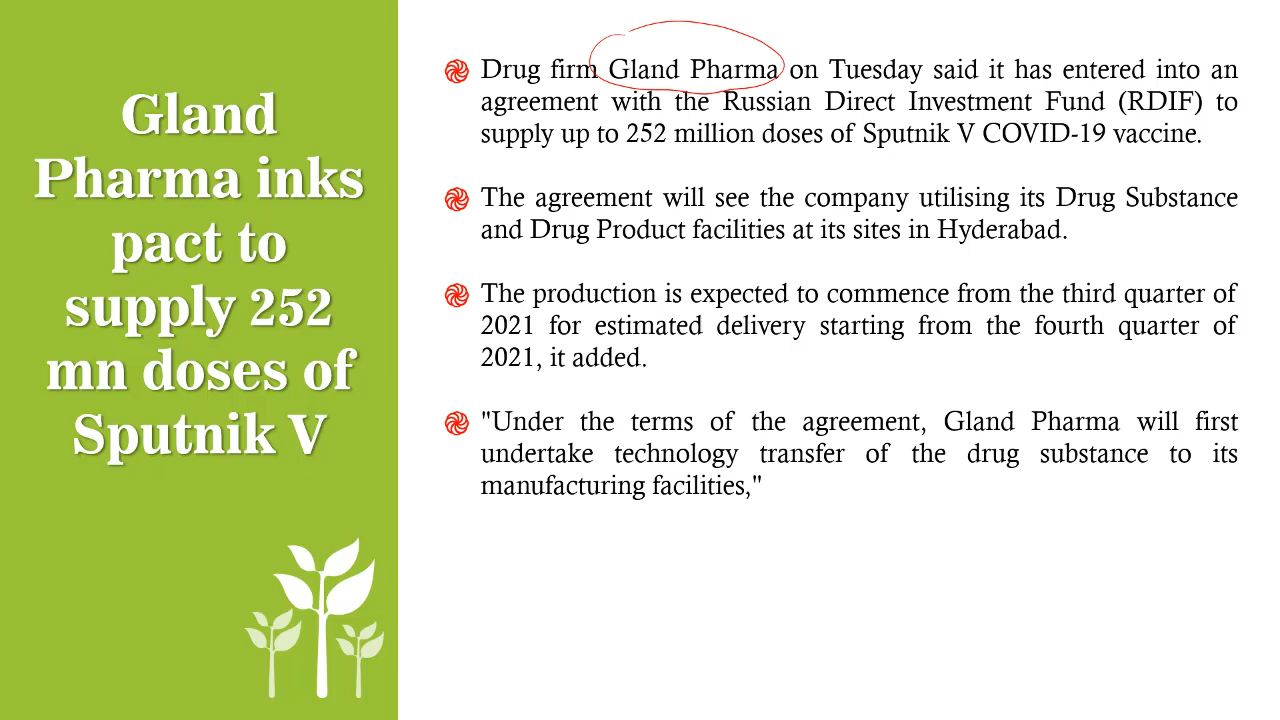 Gland
Pharma inks
pact to
supply 252
mn doses of
Sputnik V
Drug firm Gland Pharma on Tuesday said it has entered into an
agreement with the Russian Direct Investment Fund (RDIF) to
supply up to 252 million doses of Sputnik V COVID-19 vaccine.
The agreement will see the company utilising its Drug Substance
and Drug Product facilities at its sites in Hyderabad.
The production is expected to commence from the third quarter of
2021 for estimated delivery starting from the fourth quarter of
2021, it added.
"Under the terms of the agreement, Gland Pharma will first
undertake technology transfer of the drug substance to its
manufacturing facilities,"